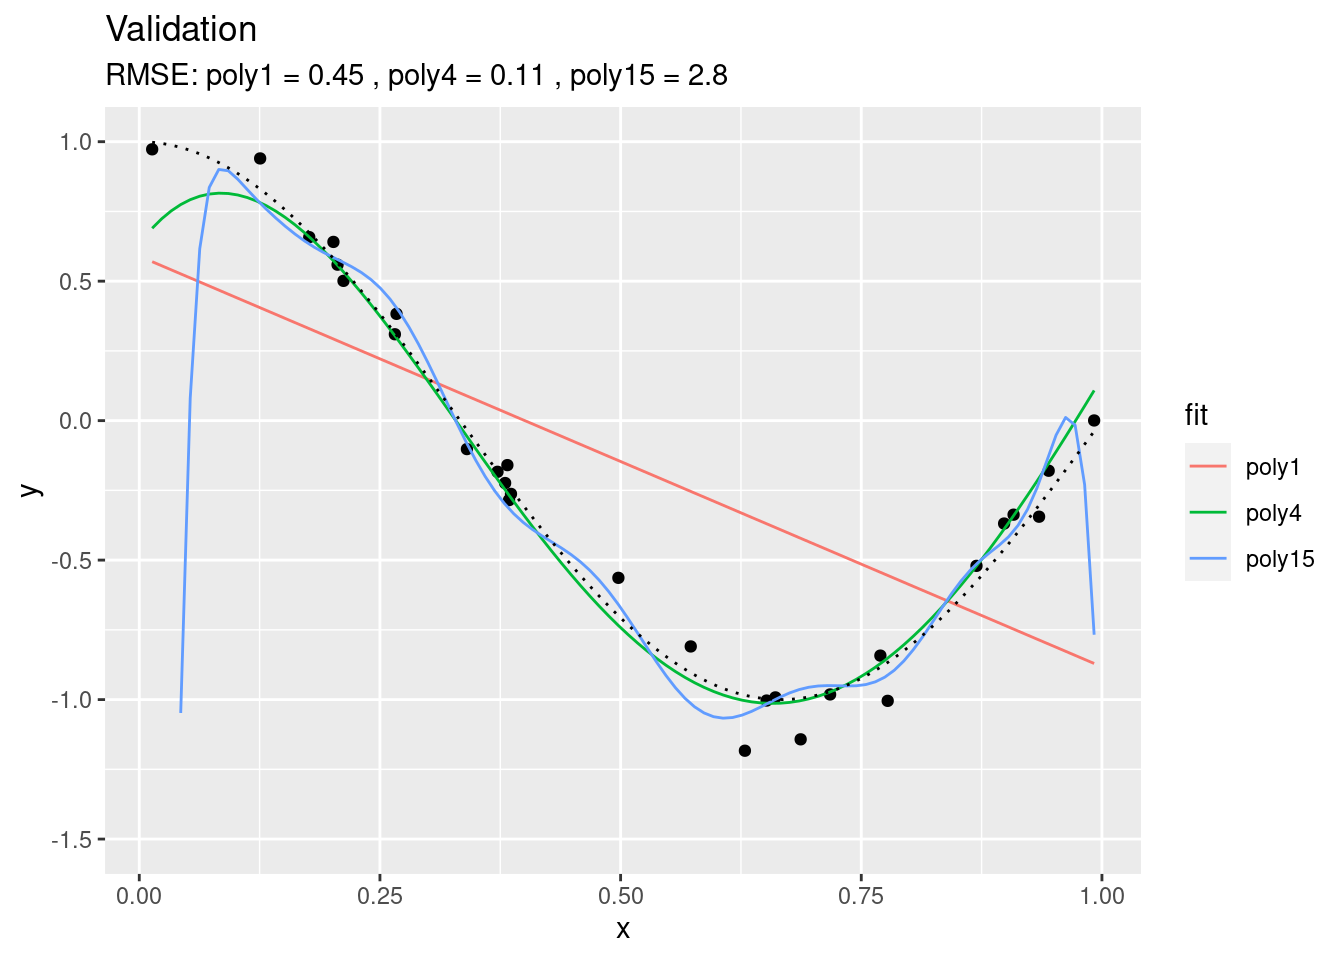 Validation
RMSE: poly1 = 0.45 , poly4 = 0.11 , poly15 = 2.8
1.0
0.5
0.0
-0.5
-1.0
-1.5
y
0.00 0.25 0.50 0.75 1.00
x
fit
poly1
poly4
poly15